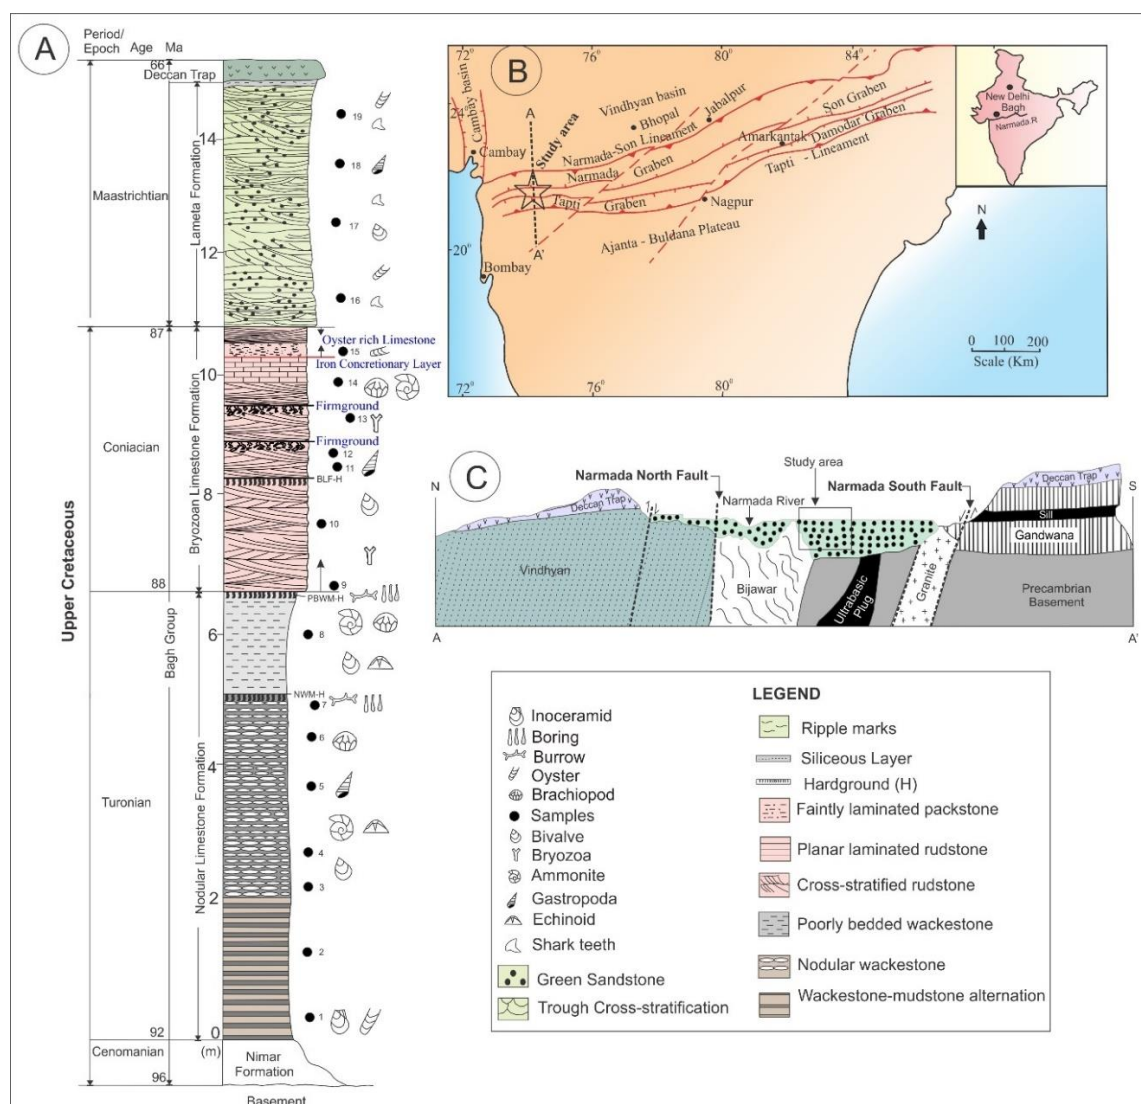 A
Period/
Epoch Age Ma
66
Deccan Trap
19
14
18
Maastrichtian
Lameta Formation
17
12
16
87
Oyster rich Limestone
15
Iron Concretionary Layer
10
14
Firmground
13
Coniacian
Firmground
12
11
BLF-H
Bryozoan Limestone Formation
8
10
9
88
PBWM-H
Upper Cretaceous
Bagh Group
6
8
NWM-H
7
6
4
5
Turonian
Nodular Limestone Formation
4
3
2
2
1
92
0
Cenomanian
(m)
Nimar
Formation
96
Basement
B
72
76
80
84
24
Cambay basin
Cambay
A
Study area
Vindhyan basin
Bhopal
Jabalpur
Narmada-Son Lineament
Son Graben
Amarkantak
Damodar Graben
Narmada Graben
Tapti - Lineament
Tapti Graben
Nagpur
Ajanta - Buldana Plateau
20
A'
Bombay
72
76
80
New Delhi
Bagh
Narmada.R
N
0 100 200
Scale (Km)
C
N
Narmada North Fault
Study area
Narmada River
Narmada South Fault
S
Deccan Trap
Deccan Trap
Sill
Gandwana
Vindhyan
Bijawar
Ultrabasic Plug
Granite
Precambrian
Basement
A
A'
LEGEND
Inoceramid
Boring
Burrow
Oyster
Brachiopod
Samples
Bivalve
Bryozoa
Ammonite
Gastropoda
Echinoid
Shark teeth
Green Sandstone
Trough Cross-stratification
Ripple marks
Siliceous Layer
Hardground (H)
Faintly laminated packstone
Planar laminated rudstone
Cross-stratified rudstone
Poorly bedded wackestone
Nodular wackestone
Wackestone-mudstone alternation